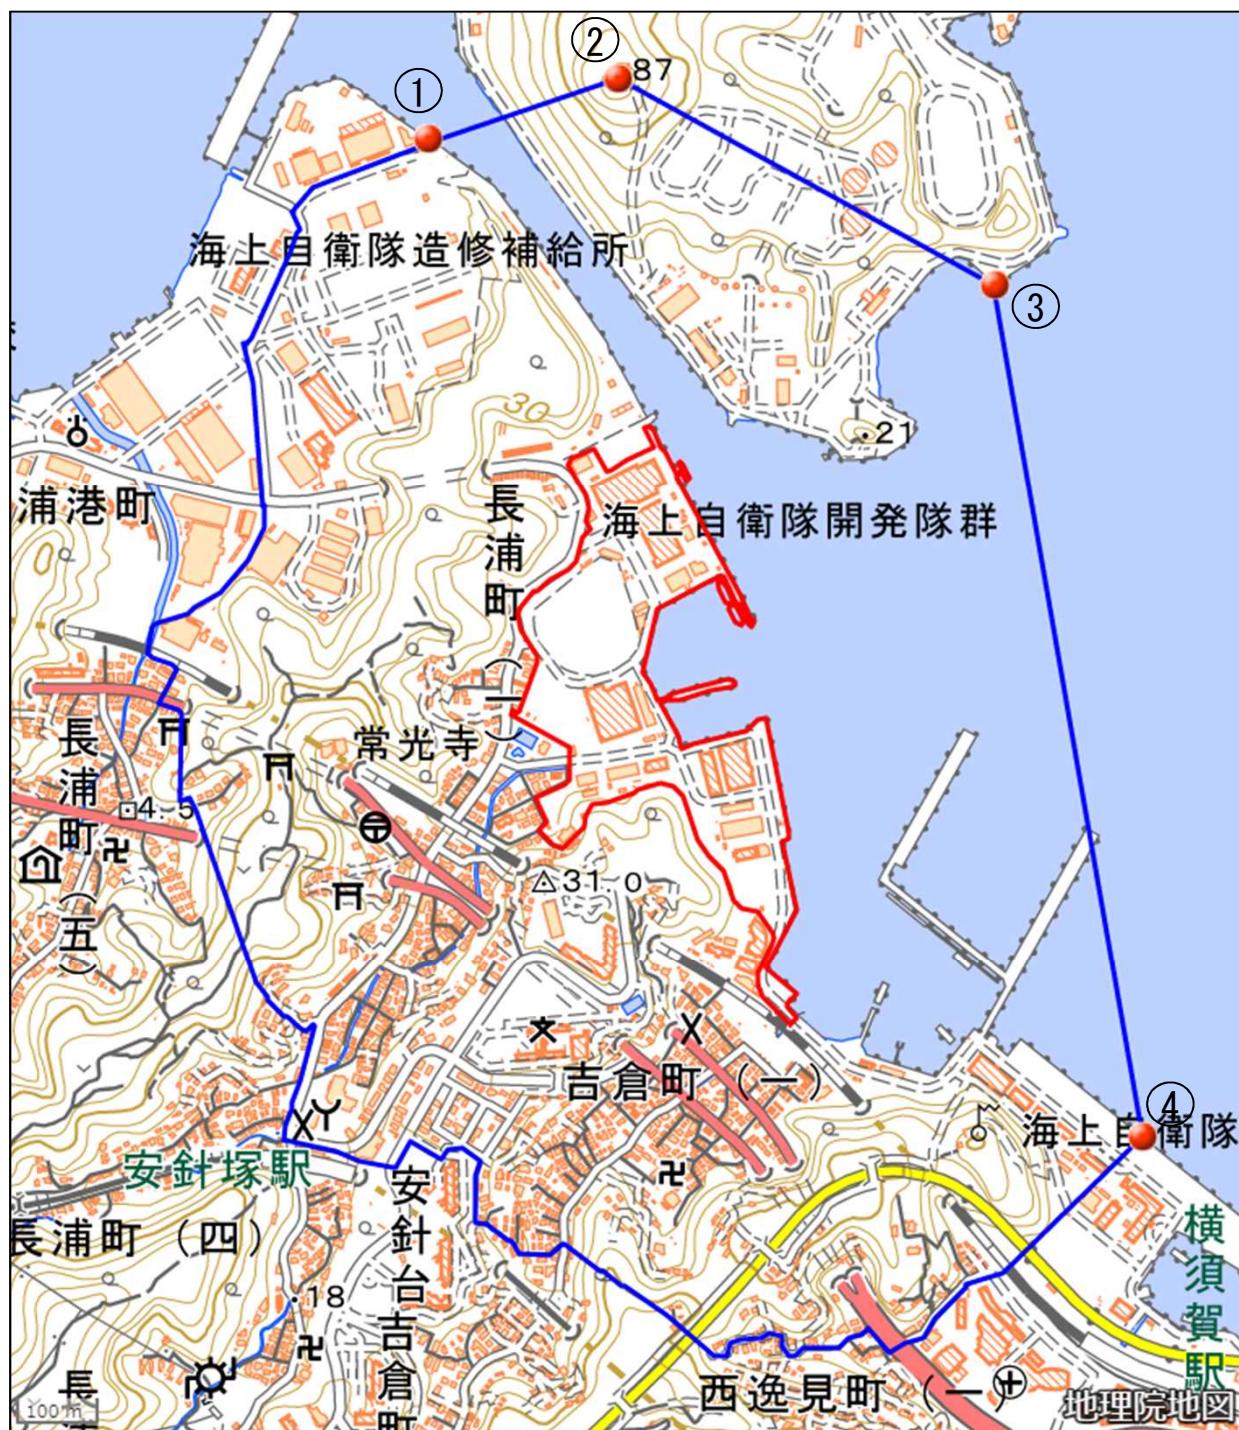 ①
②
87
③
海上自衛隊造修補給所
30
21
浦港町
長浦町(一)
海上自衛隊開発隊群
常光寺
長浦町(五)
4.5
31.0
④
吉倉町(一)
海上自衛隊
安針塚駅
長浦町(四)
安針台
吉倉町
横須賀駅
18
西逸見町(一)
長
100 m
地理院地図